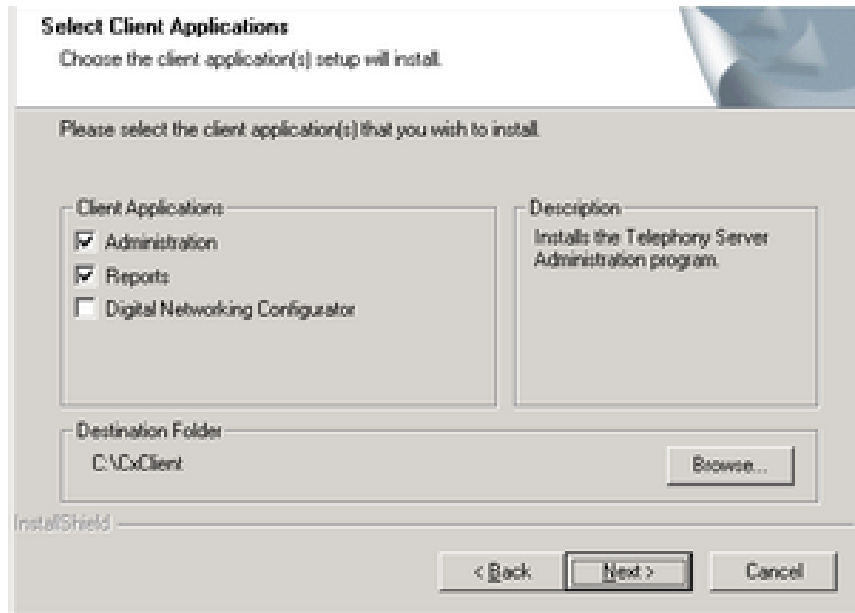 Select Client Applications
Choose the client application(s) setup will install.
Please select the client application(s) that you wish to install.
Client Applications
Administration
Reports
Digital Networking Configurator
Description
Installs the Telephony Server
Administration program.
Destination Folder
C:\CxClient
Browse...
InstallShield
< Back
Next >
Cancel